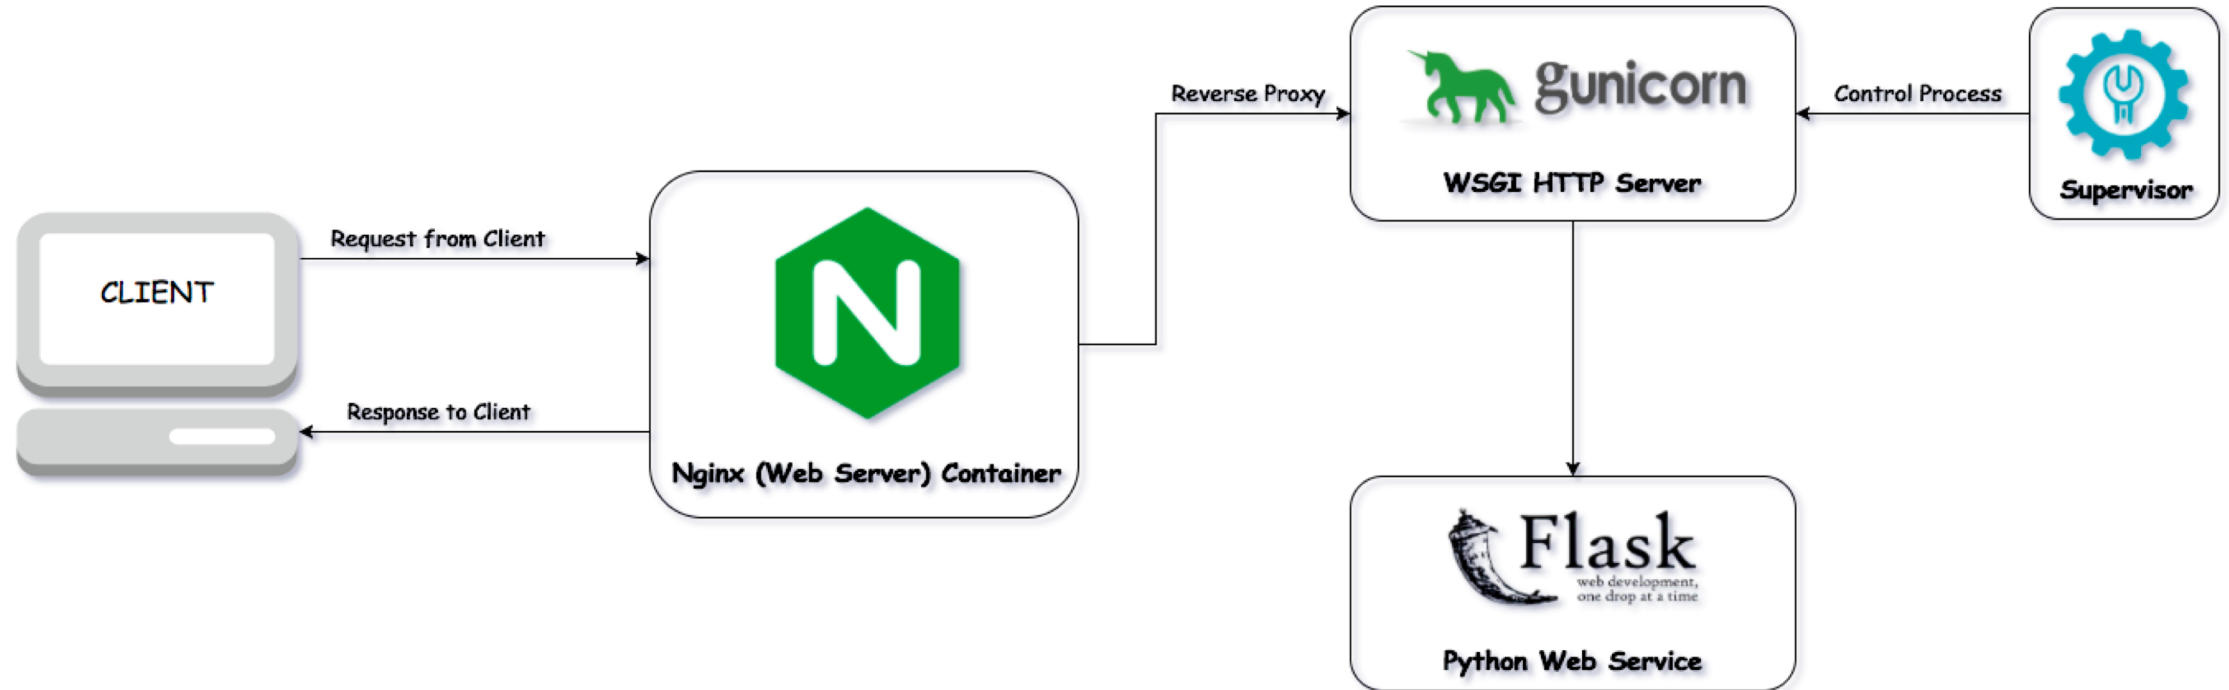 CLIENT
Request from Client
Response to Client
N
Nginx (Web Server) Container
Reverse Proxy
gunicorn
WSGI HTTP Server
Control Process
Supervisor
Flask
web development,
one drop at a time
Python Web Service